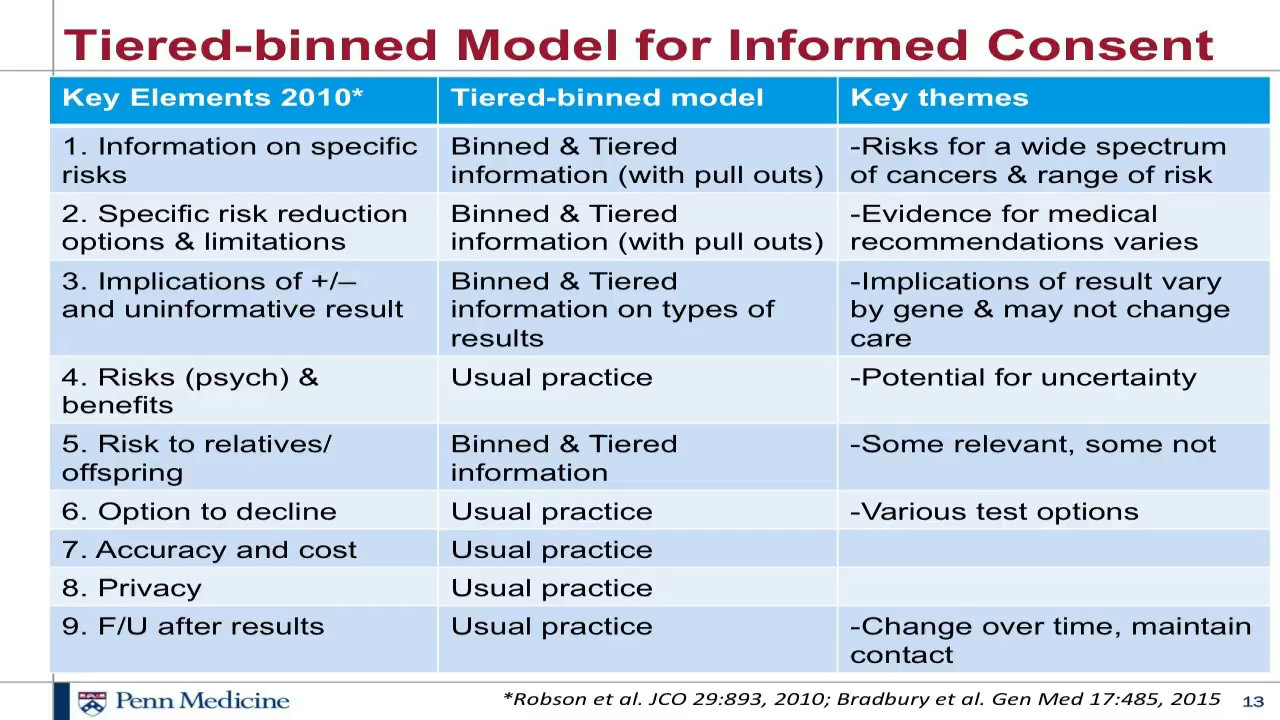 Tiered-binned Model for Informed Consent
Key Elements 2010*
Tiered-binned model
Key themes
1. Information on specific
risks
Binned & Tiered
information (with pull outs)
-Risks for a wide spectrum
of cancers & range of risk
2. Specific risk reduction
options & limitations
Binned & Tiered
information (with pull outs)
-Evidence for medical
recommendations varies
3. Implications of +/–
and uninformative result
Binned & Tiered
information on types of
results
-Implications of result vary
by gene & may not change
care
4. Risks (psych) &
benefits
Usual practice
-Potential for uncertainty
5. Risk to relatives/
offspring
Binned & Tiered
information
-Some relevant, some not
6. Option to decline
Usual practice
-Various test options
7. Accuracy and cost
Usual practice
8. Privacy
Usual practice
9. F/U after results
Usual practice
-Change over time, maintain
contact
Penn Medicine
*Robson et al. JCO 29:893, 2010; Bradbury et al. Gen Med 17:485, 2015
13